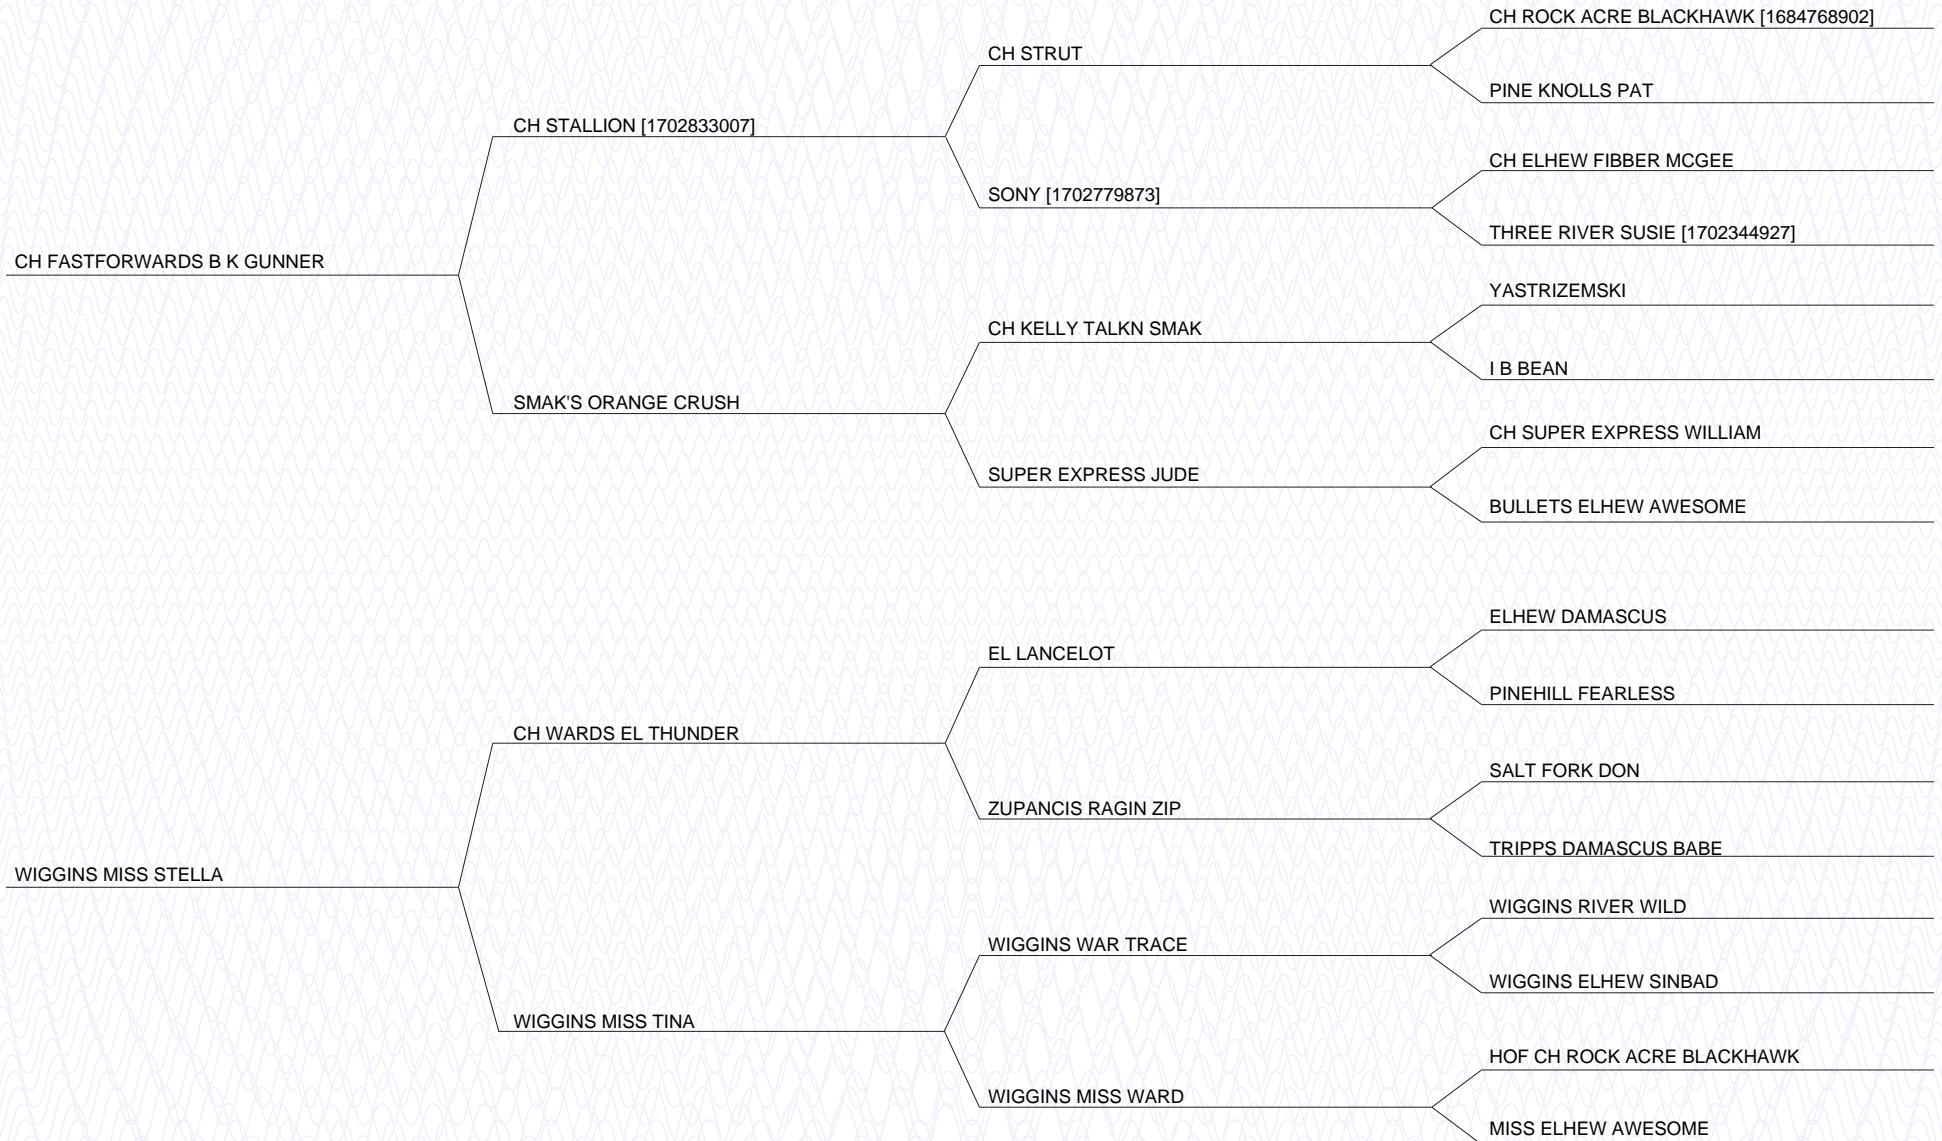 CH ROCK ACRE BLACKHAWK [1684768902]
CH STRUT
PINE KNOLLS PAT
CH STALLION [1702833007]
CH ELHEW FIBBER MCGEE
SONY [1702779873]
THREE RIVER SUSIE [1702344927]
CH FASTFORWARDS B K GUNNER
YASTRIZEMSKI
CH KELLY TALKN SMAK
I B BEAN
SMAK'S ORANGE CRUSH
CH SUPER EXPRESS WILLIAM
SUPER EXPRESS JUDE
BULLETS ELHEW AWESOME
ELHEW DAMASCUS
EL LANCELOT
PINEHILL FEARLESS
CH WARDS EL THUNDER
SALT FORK DON
ZUPANCIS RAGIN ZIP
TRIPPS DAMASCUS BABE
WIGGINS MISS STELLA
WIGGINS RIVER WILD
WIGGINS WAR TRACE
WIGGINS ELHEW SINBAD
WIGGINS MISS TINA
HOF CH ROCK ACRE BLACKHAWK
WIGGINS MISS WARD
MISS ELHEW AWESOME